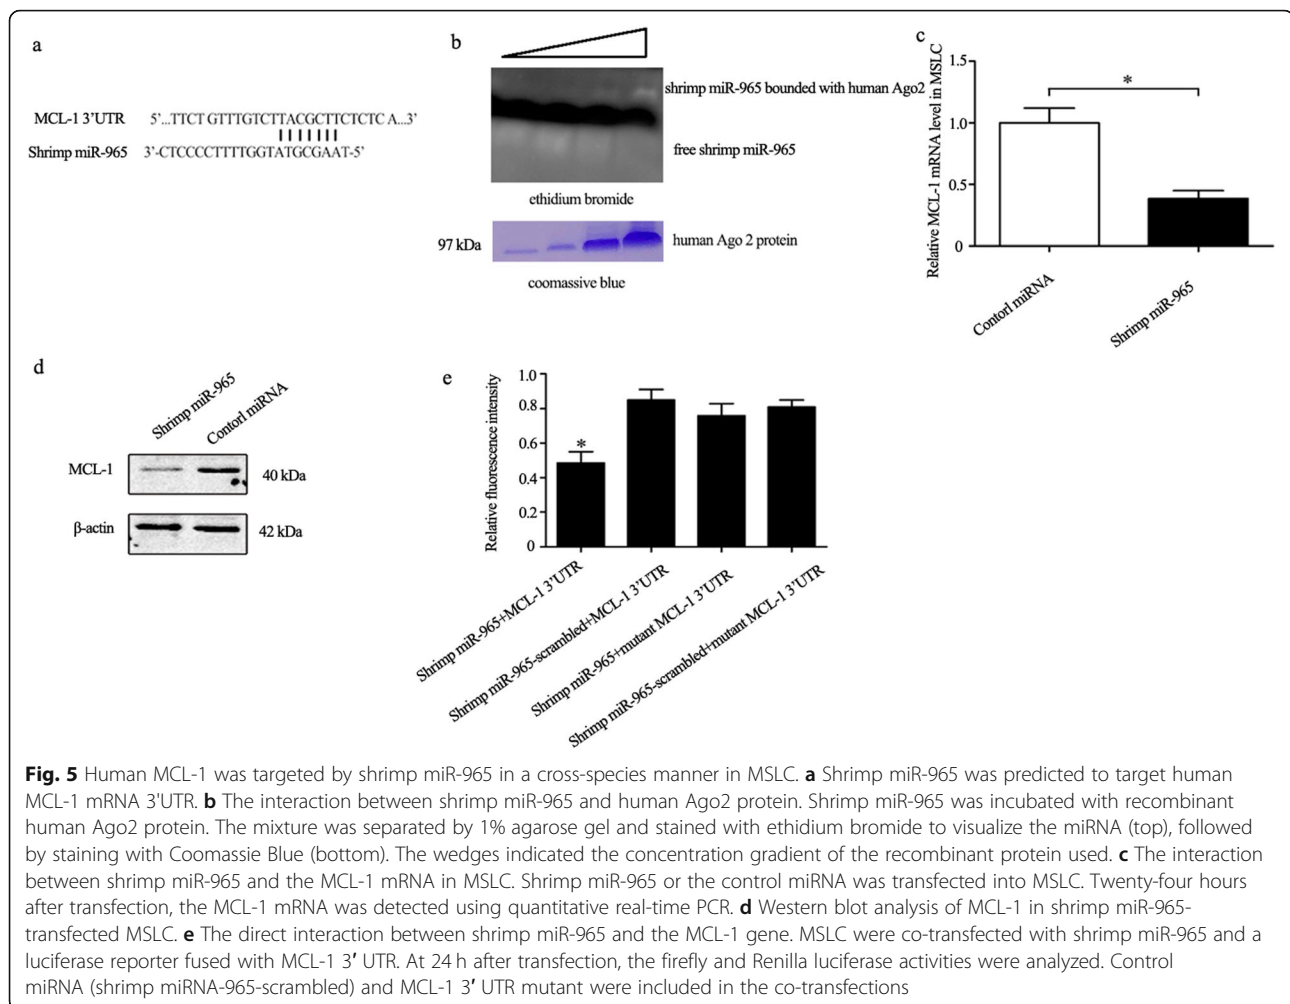 a
MCL-1 3'UTR 5'...TTCT GTTTGTCTTACGCTTCTCTC A...3'
Shrimp miR-965 3'-CTCCCCTTTTGGTATGCGAAT-5'
b
shrimp miR-965 bounded with human Ago2
free shrimp miR-965
ethidium bromide
97 kDa
human Ago 2 protein
coomassive blue
c
Relative MCL-1 mRNA level in MSLC
1.5
1.0
0.5
0
*
Contorl miRNA
Shrimp miR-965
d
Shrimp miR-965
Contorl miRNA
MCL-1
40 kDa
β-actin
42 kDa
e
Relative fluorescence intensity
1.0
0.8
0.6
0.4
0.2
0
*
Shrimp miR-965+MCL-1 3'UTR
Shrimp miR-965-scrambled+MCL-1 3'UTR
Shrimp miR-965+mutant MCL-1 3'UTR
Shrimp miR-965-scrambled+mutant MCL-1 3'UTR
Fig. 5 Human MCL-1 was targeted by shrimp miR-965 in a cross-species manner in MSLC. a Shrimp miR-965 was predicted to target human
MCL-1 mRNA 3'UTR. b The interaction between shrimp miR-965 and human Ago2 protein. Shrimp miR-965 was incubated with recombinant
human Ago2 protein. The mixture was separated by 1% agarose gel and stained with ethidium bromide to visualize the miRNA (top), followed
by staining with Coomassie Blue (bottom). The wedges indicated the concentration gradient of the recombinant protein used. c The interaction
between shrimp miR-965 and the MCL-1 mRNA in MSLC. Shrimp miR-965 or the control miRNA was transfected into MSLC. Twenty-four hours
after transfection, the MCL-1 mRNA was detected using quantitative real-time PCR. d Western blot analysis of MCL-1 in shrimp miR-965-
transfected MSLC. e The direct interaction between shrimp miR-965 and the MCL-1 gene. MSLC were co-transfected with shrimp miR-965 and a
luciferase reporter fused with MCL-1 3′ UTR. At 24 h after transfection, the firefly and Renilla luciferase activities were analyzed. Control
miRNA (shrimp miRNA-965-scrambled) and MCL-1 3′ UTR mutant were included in the co-transfections